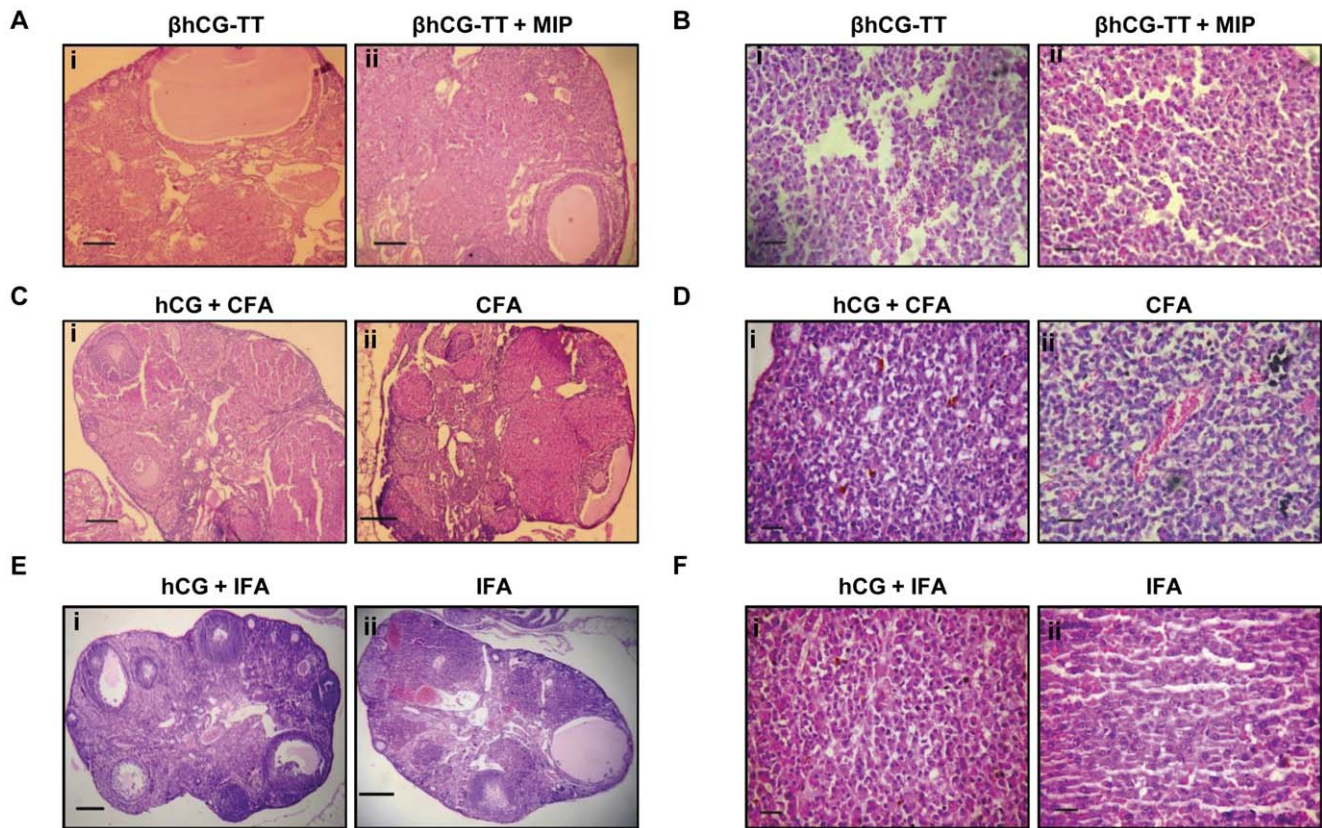 A
βhCG-TT
βhCG-TT + MIP
i
ii
B
βhCG-TT
βhCG-TT + MIP
i
ii
C
hCG + CFA
CFA
i
ii
D
hCG + CFA
CFA
i
ii
E
hCG + IFA
IFA
i
ii
F
hCG + IFA
IFA
i
ii